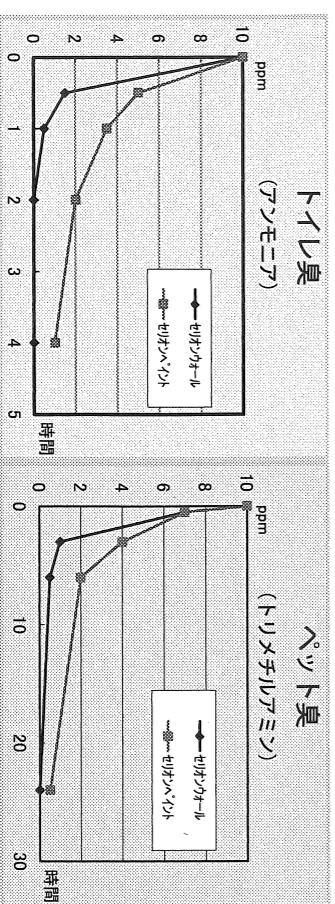 トイレ臭
(アンモニア)
ppm
10
8
6
4
2
0
0
1
2
3
4
5
時間
セリオンウォール
セリオンペイント
ペット臭
(トリメチルアミン)
ppm
10
8
6
4
2
0
0
10
20
30
時間
セリオンウォール
セリオンペイント